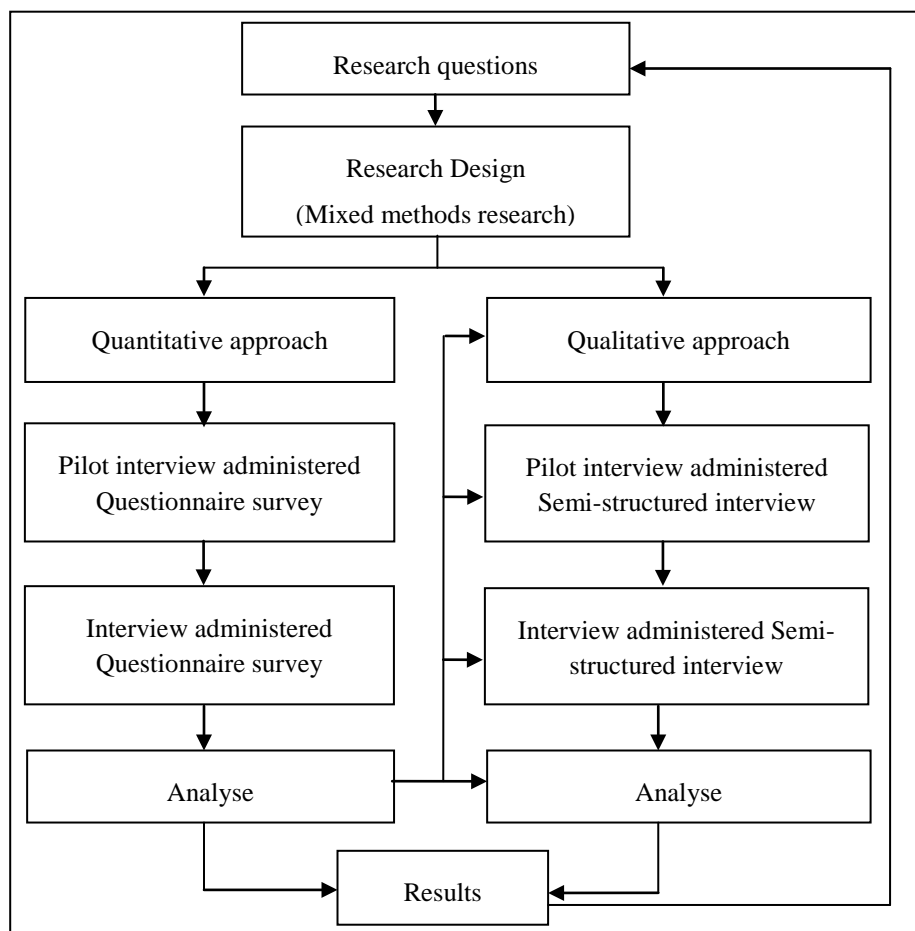 Research questions
Research Design
(Mixed methods research)
Quantitative approach
Qualitative approach
Pilot interview administered
Questionnaire survey
Pilot interview administered
Semi-structured interview
Interview administered
Questionnaire survey
Interview administered Semi-
structured interview
Analyse
Analyse
Results